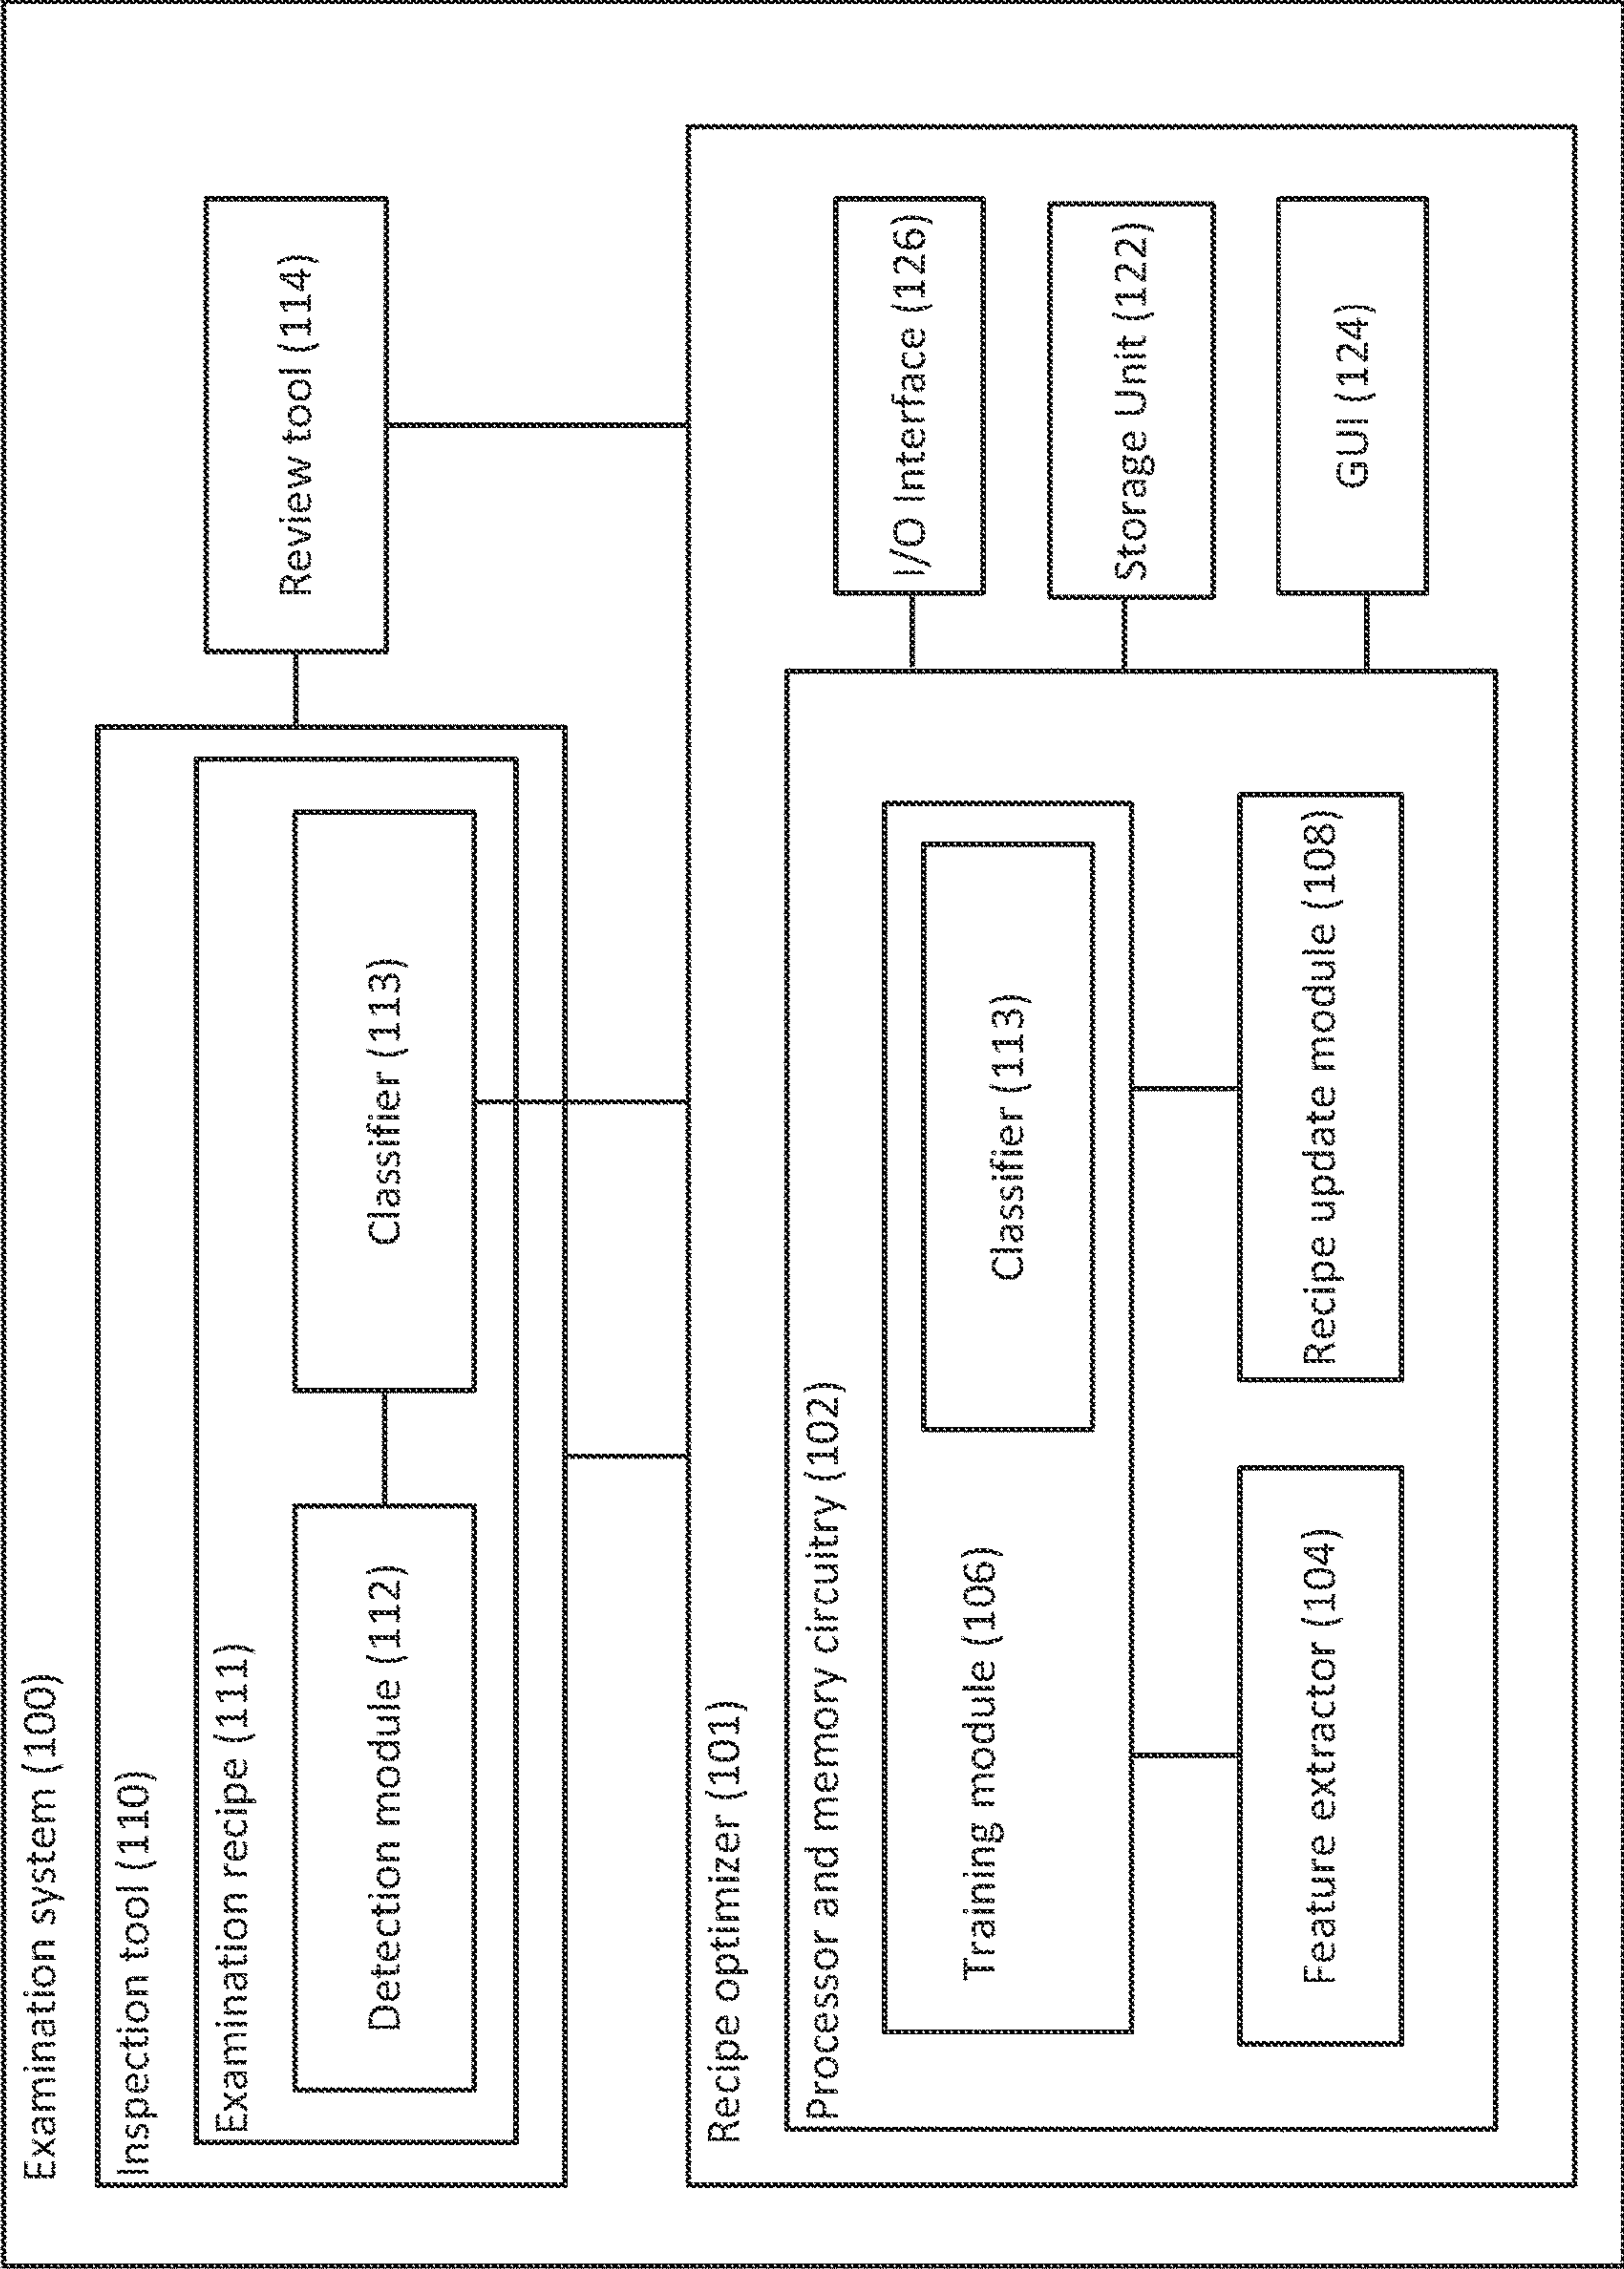 Examination system (100)
Inspection tool (110)
Examination recipe (111)
Detection module (112)
Classifier (113)
Review tool (114)
Recipe optimizer (101)
Processor and memory circuitry (102)
Training module (106)
Classifier (113)
Feature extractor (104)
Recipe update module (108)
I/O Interface (126)
Storage Unit (122)
GUI (124)